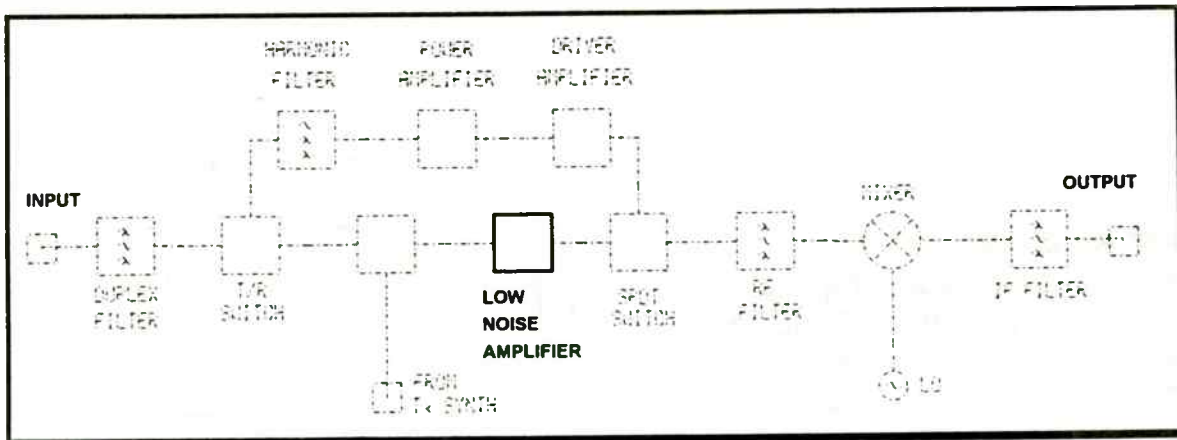 HARMONIC
FILTER
POWER
AMPLIFIER
DRIVER
AMPLIFIER
INPUT
OUTPUT
MIXER
DUPLEX
FILTER
T/R
SWITCH
LOW
NOISE
AMPLIFIER
SPDT
SWITCH
RF
FILTER
IF FILTER
FROM
Tx SYNTH
LO